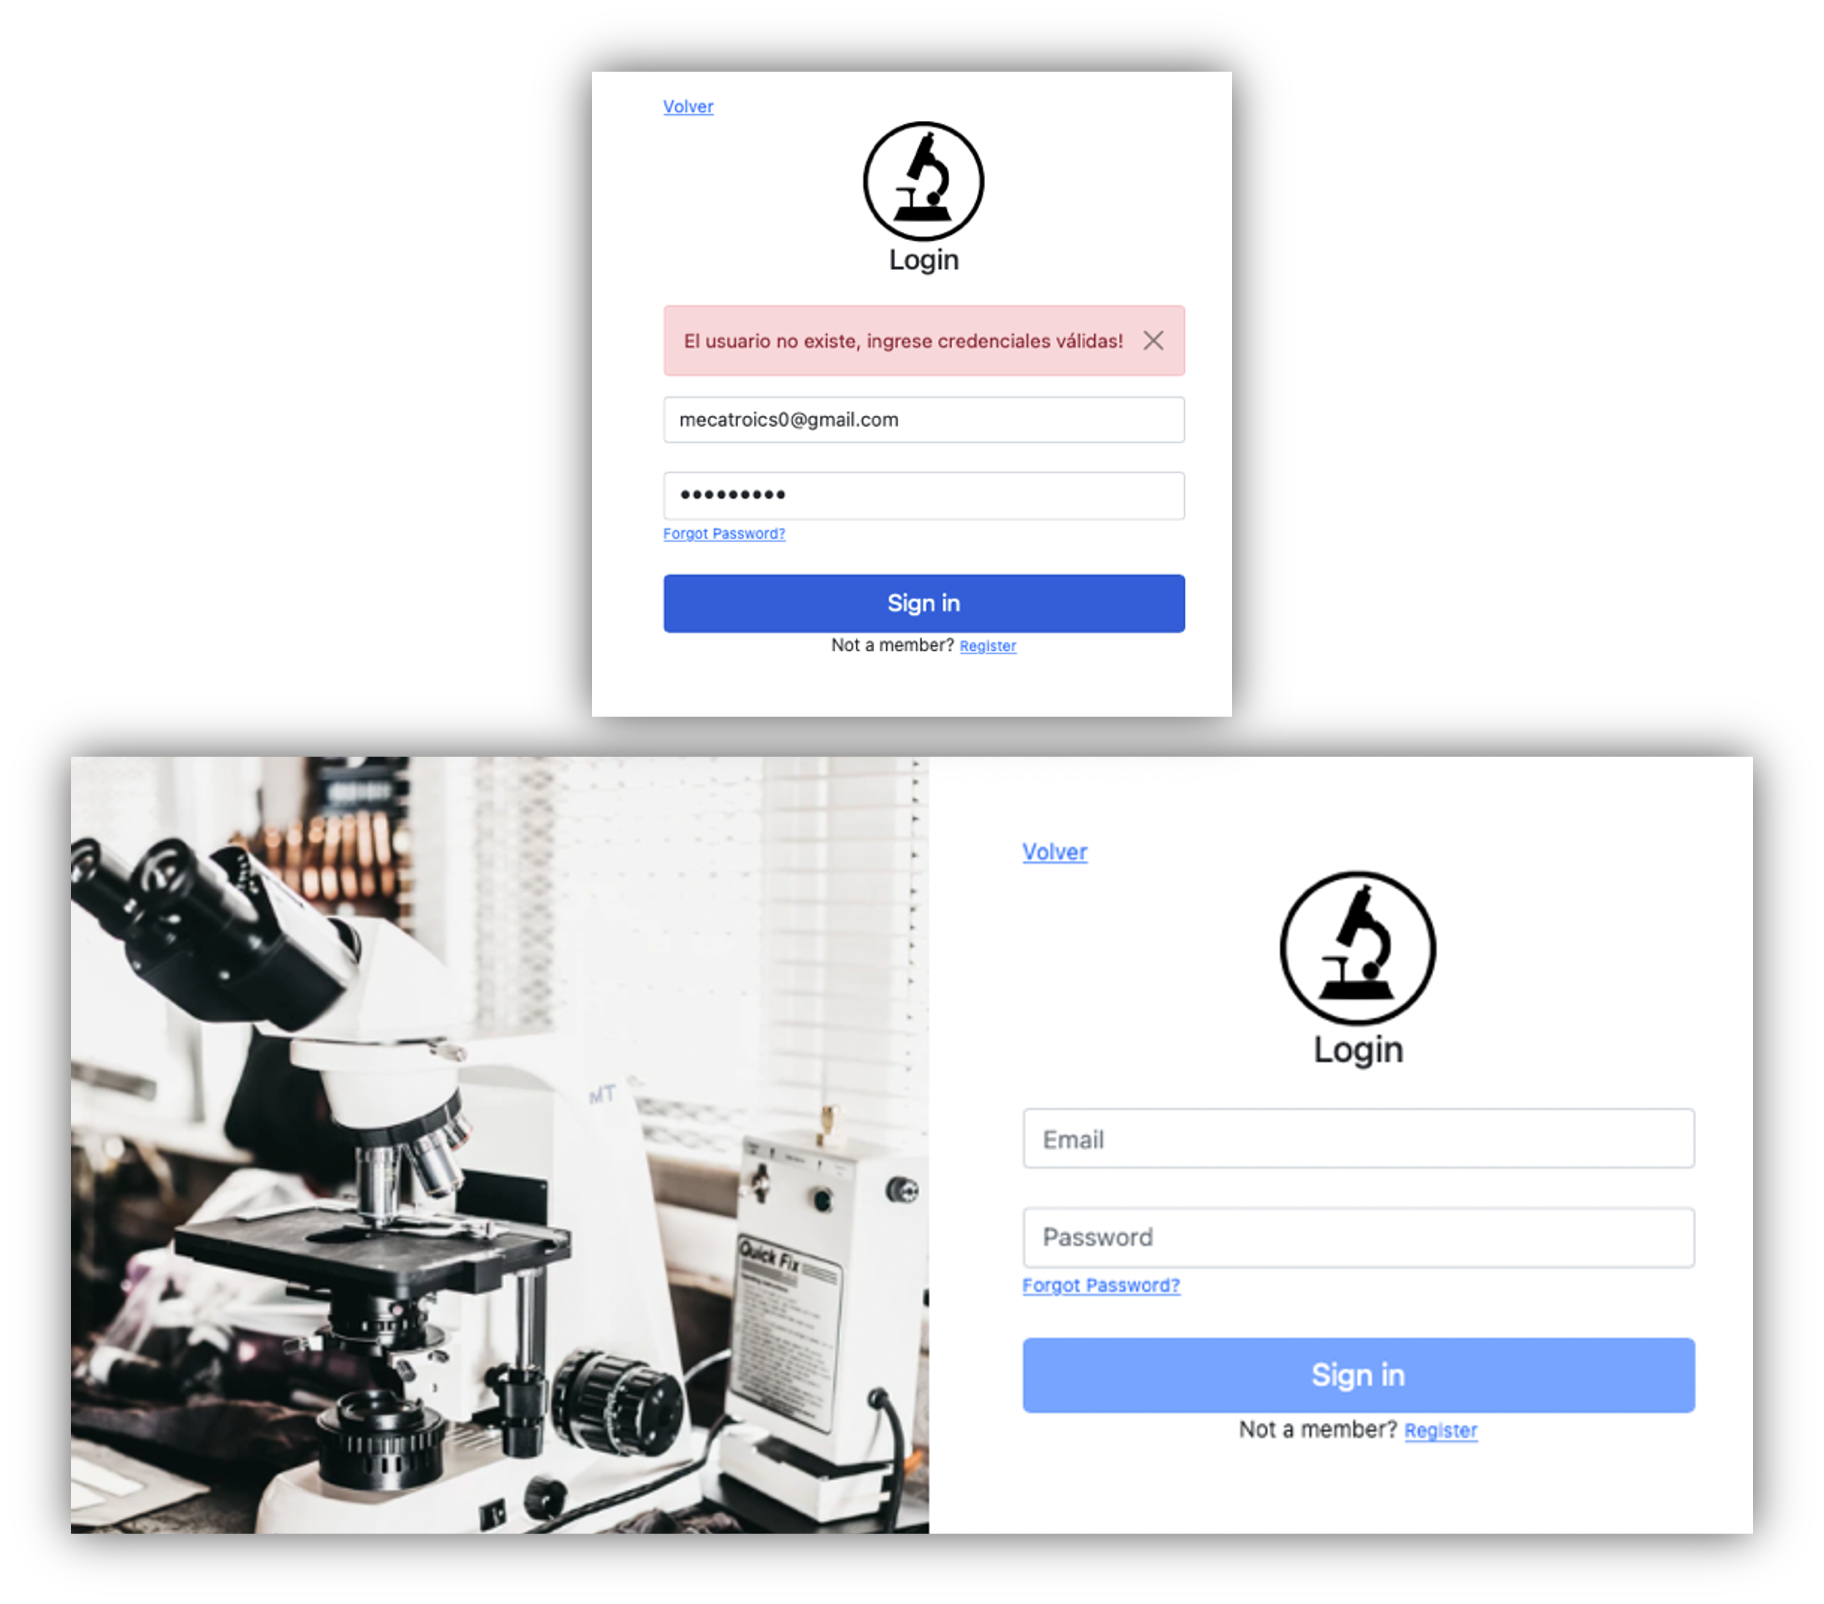 Volver
Login
El usuario no existe, ingrese credenciales válidas!
mecatroics0@gmail.com
•••••••••
Forgot Password?
Sign in
Not a member? Register
Volver
Login
MT
Quick Fix
Email
Password
Forgot Password?
Sign in
Not a member? Register